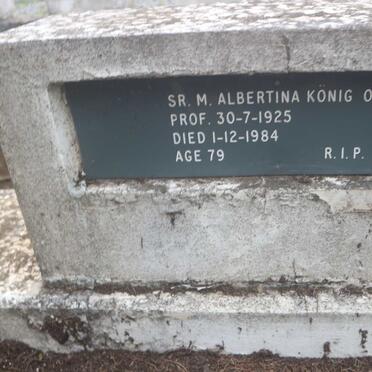 SR. M. ALBERTINA KÖNIG O
PROF. 30-7-1925
DIED 1-12-1984
AGE 79 R.I.P.